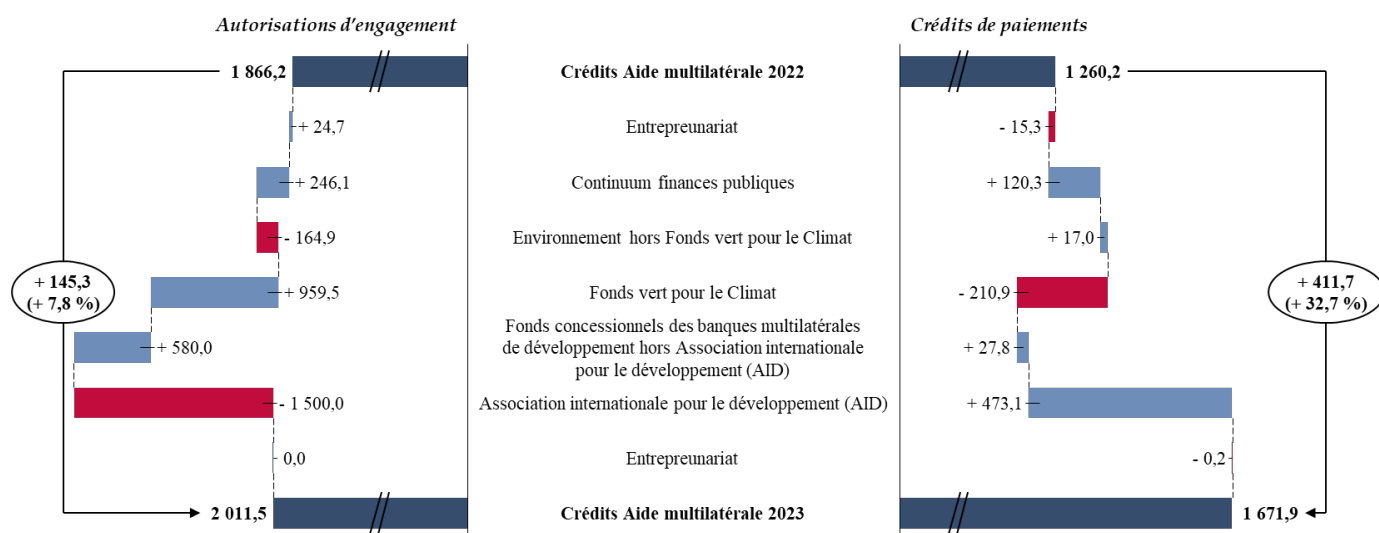 Autorisations d'engagement
Crédits de paiements
1 866,2
Crédits Aide multilatérale 2022
1 260,2
+ 24,7
Entrepreunariat
- 15,3
+ 246,1
Continuum finances publiques
+ 120,3
- 164,9
Environnement hors Fonds vert pour le Climat
+ 17,0
+ 145,3
(+ 7,8 %)
+ 959,5
Fonds vert pour le Climat
- 210,9
+ 411,7
(+ 32,7 %)
+ 580,0
Fonds concessionnels des banques multilatérales
de développement hors Association internationale
pour le développement (AID)
+ 27,8
- 1 500,0
Association internationale pour le développement (AID)
+ 473,1
0,0
Entrepreunariat
- 0,2
2 011,5
Crédits Aide multilatérale 2023
1 671,9